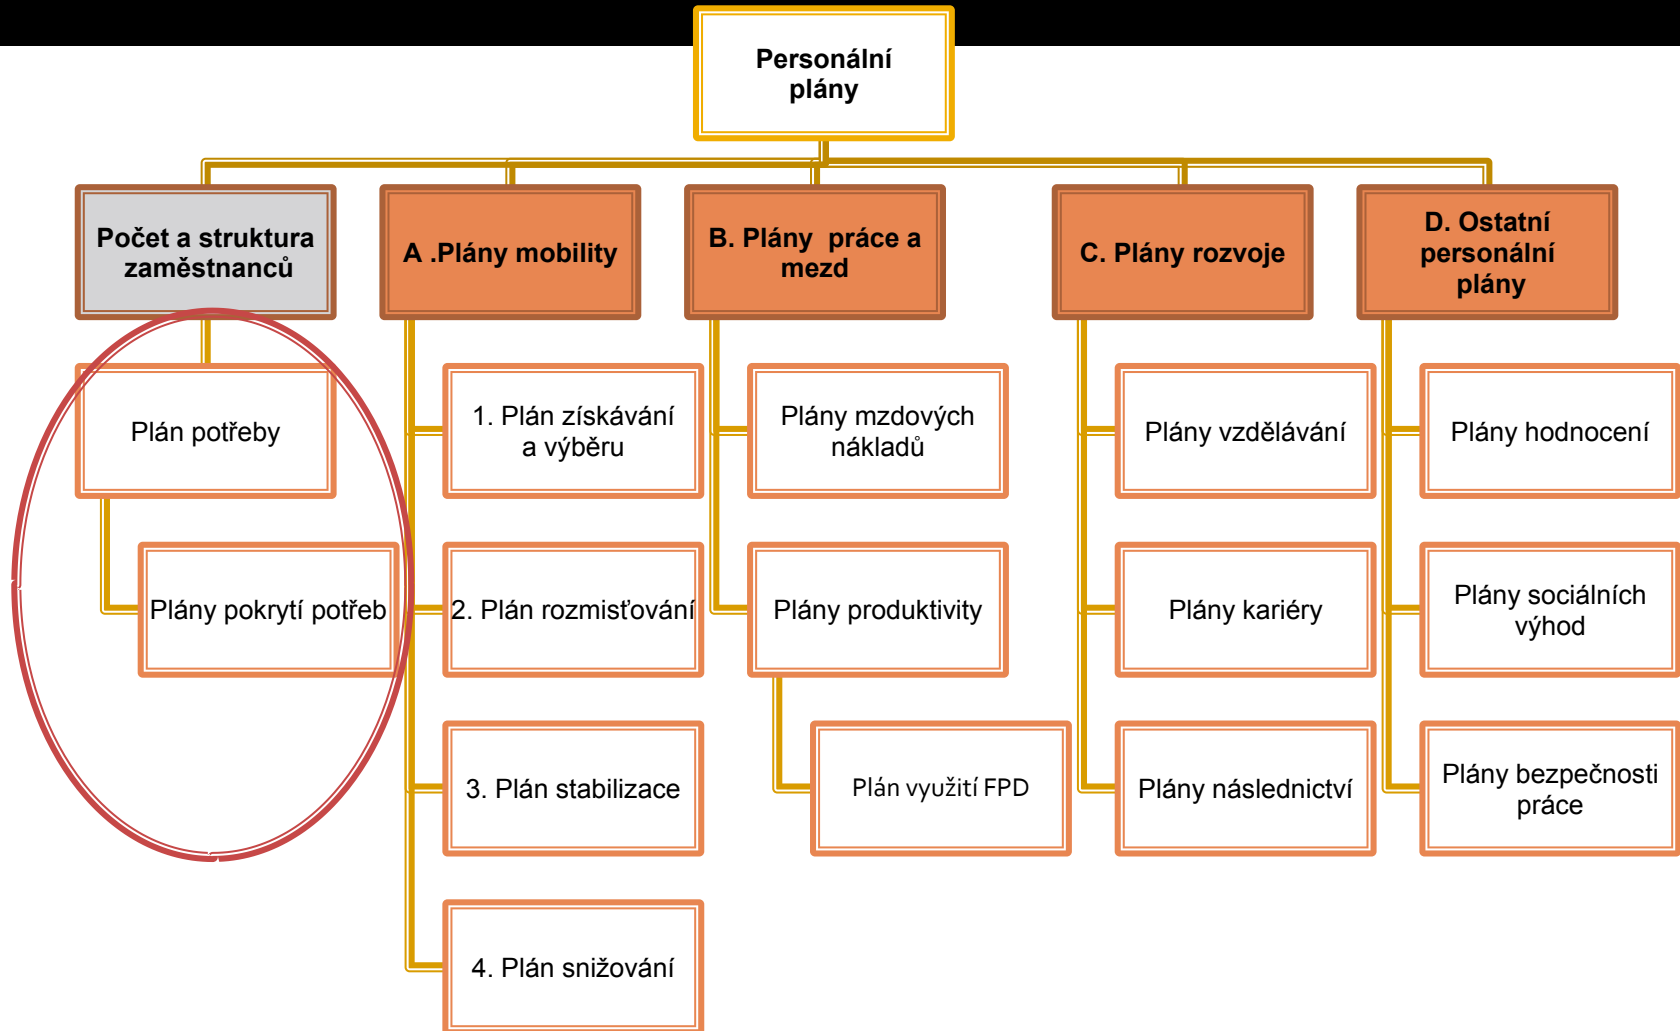 Personální
plány
Počet a struktura
zaměstnanců
A .Plány mobility
B. Plány  práce a
mezd
C. Plány rozvoje
D. Ostatní
personální
plány
Plán potřeby
Plány pokrytí potřeb
1. Plán získávání
a výběru
2. Plán rozmisťování
3. Plán stabilizace
4. Plán snižování
Plány mzdových
nákladů
Plány produktivity
Plán využití FPD
Plány vzdělávání
Plány kariéry
Plány následnictví
Plány hodnocení
Plány sociálních
výhod
Plány bezpečnosti
práce